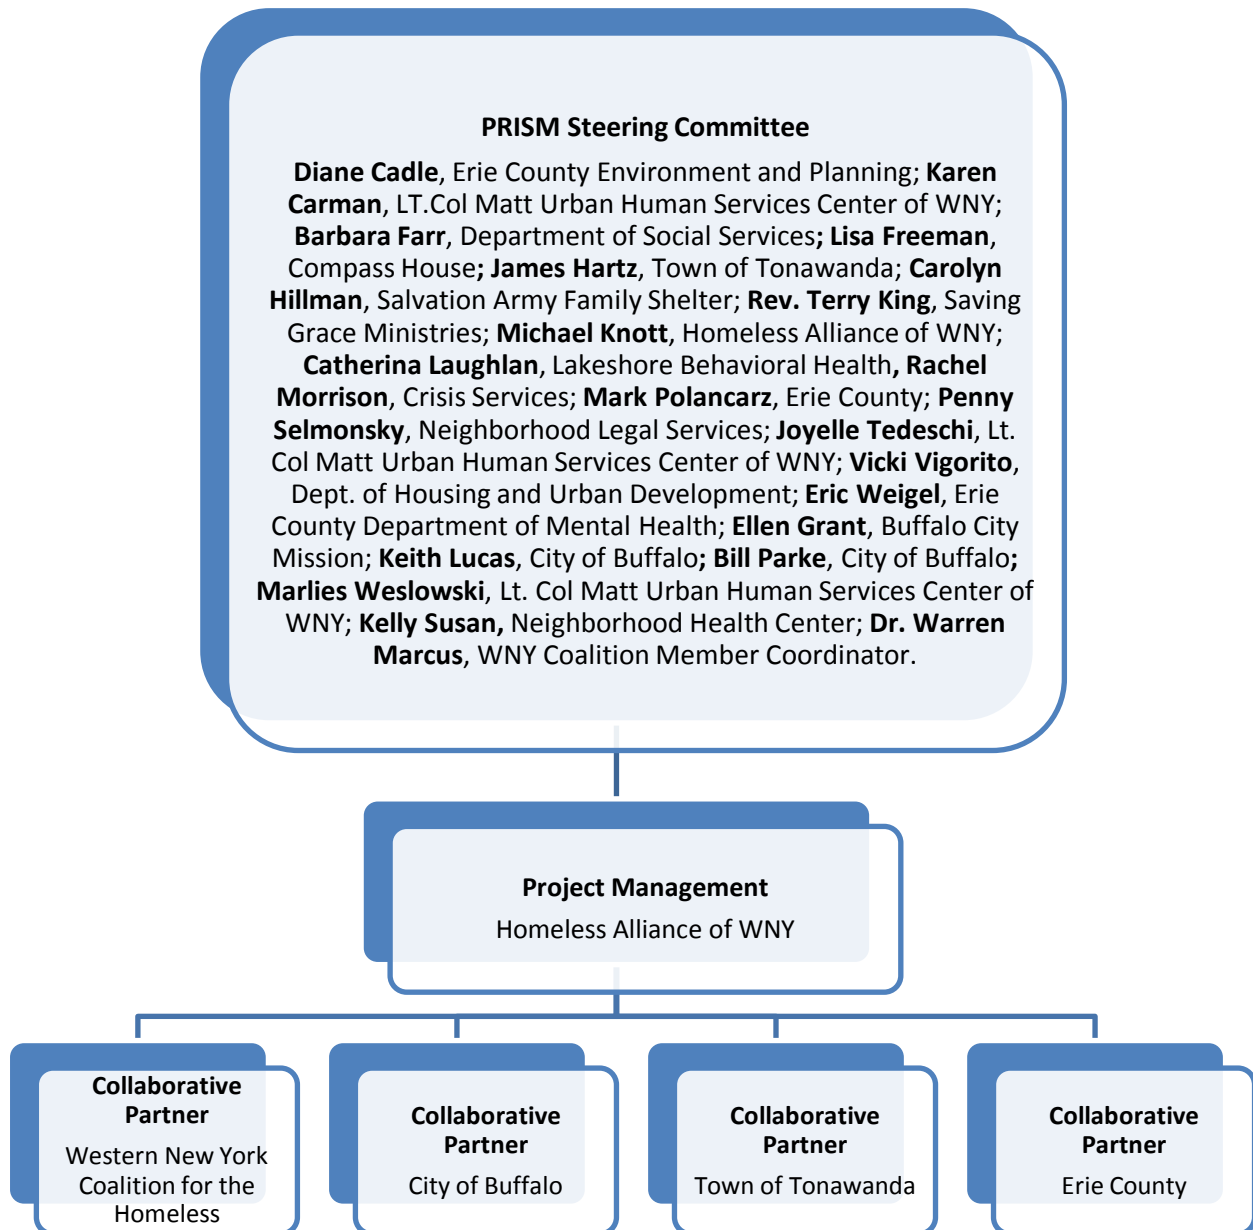 PRISM Steering Committee
Diane Cadle, Erie County Environment and Planning; Karen
Carman, LT.Col Matt Urban Human Services Center of WNY;
Barbara Farr, Department of Social Services; Lisa Freeman,
Compass House; James Hartz, Town of Tonawanda; Carolyn
Hillman, Salvation Army Family Shelter; Rev. Terry King, Saving
Grace Ministries; Michael Knott, Homeless Alliance of WNY;
Catherina Laughlan, Lakeshore Behavioral Health, Rachel
Morrison, Crisis Services; Mark Polancarz, Erie County; Penny
Selmonsky, Neighborhood Legal Services; Joyelle Tedeschi, Lt.
Col Matt Urban Human Services Center of WNY; Vicki Vigorito,
Dept. of Housing and Urban Development; Eric Weigel, Erie
County Department of Mental Health; Ellen Grant, Buffalo City
Mission; Keith Lucas, City of Buffalo; Bill Parke, City of Buffalo;
Marlies Weslowski, Lt. Col Matt Urban Human Services Center of
WNY; Kelly Susan, Neighborhood Health Center; Dr. Warren
Marcus, WNY Coalition Member Coordinator.
Project Management
Homeless Alliance of WNY
Collaborative
Partner
Western New York
Coalition for the
Homeless
Collaborative
Partner
City of Buffalo
Collaborative
Partner
Town of Tonawanda
Collaborative
Partner
Erie County